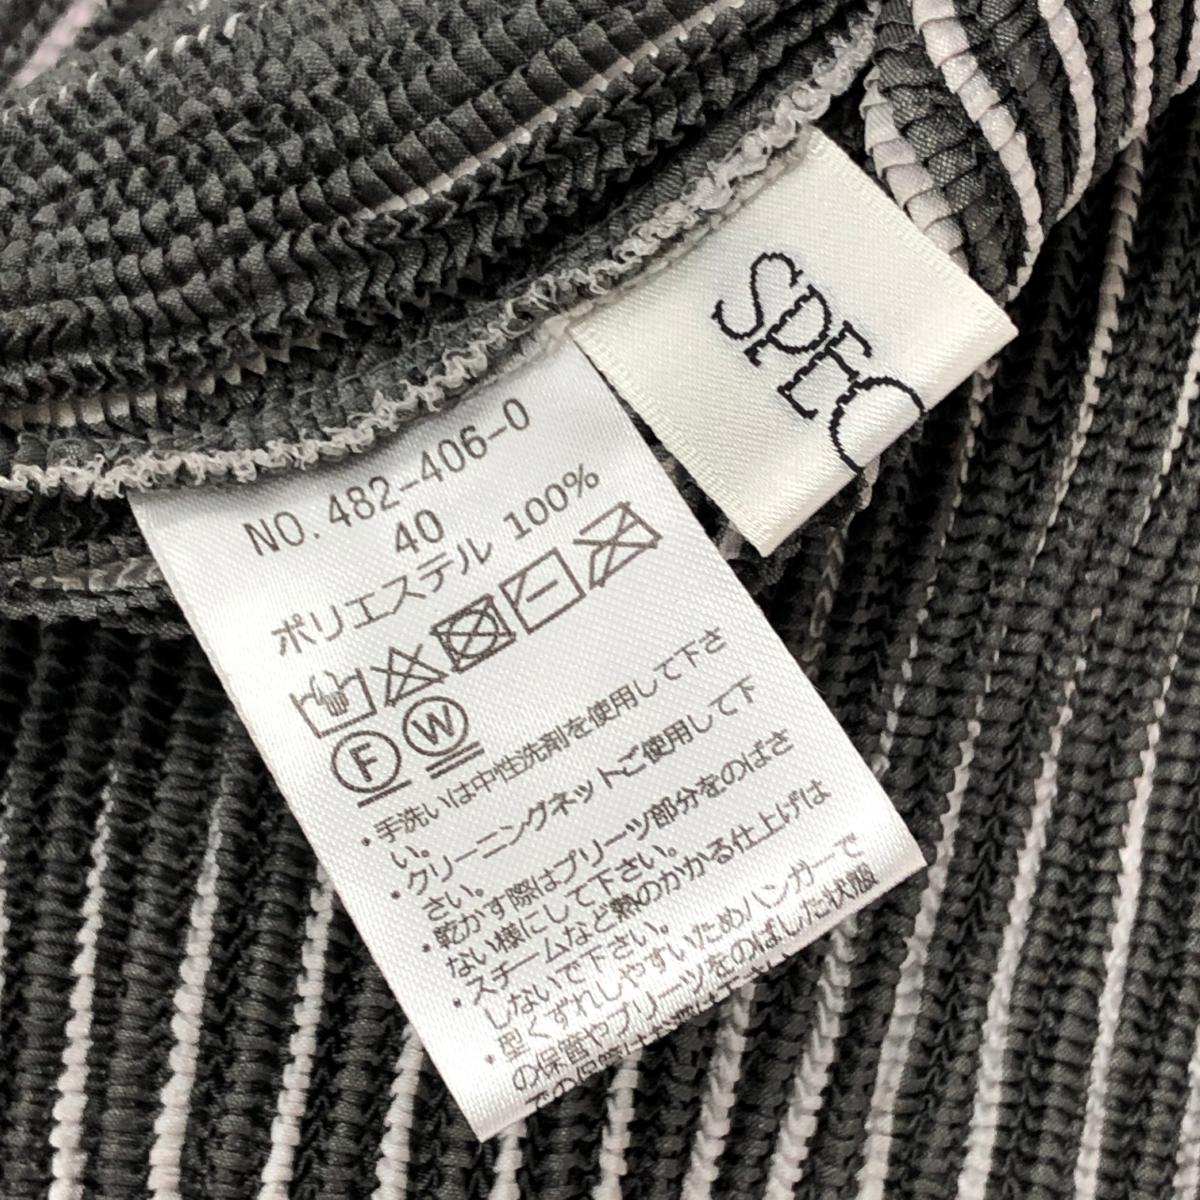 SPEC
NO.482-406-0
40
ポリエステル 100%
F W
・手洗いは中性洗剤を使用して下さ
い。
・クリーニングネットご使用して下
さい。
・乾かす際はプリーツ部分をのばさ
ない様にして下さい。
・スチームなど熱のかかる仕上げは
しないで下さい。
・型くずれしやすいためハンガーで
の保管やプリーツをのばした状態
での保管は